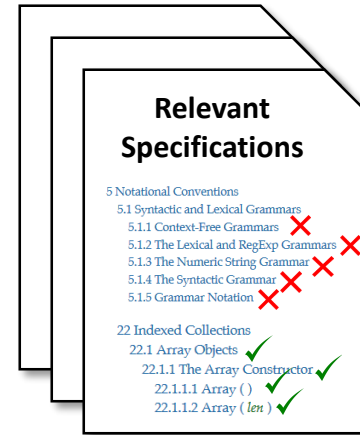 Relevant
Specifications
5 Notational Conventions
5.1 Syntactic and Lexical Grammars
5.1.1 Context-Free Grammars
5.1.2 The Lexical and RegExp Grammars
5.1.3 The Numeric String Grammar
5.1.4 The Syntactic Grammar
5.1.5 Grammar Notation
22 Indexed Collections
22.1 Array Objects
22.1.1 The Array Constructor
22.1.1.1 Array ( )
22.1.1.2 Array ( len )